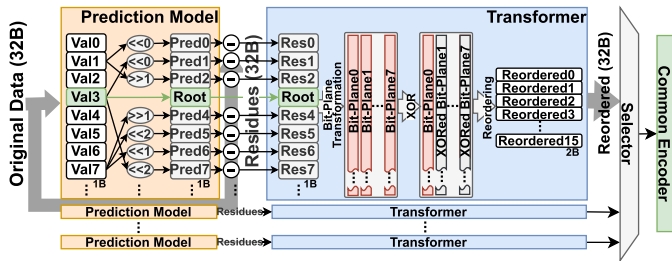 Prediction Model
Transformer
Original Data (32B)
Val0
<<0
Pred0
Res0
Val1
<<0
Pred1
Res1
Val2
>>1
Pred2
Res2
Val3
Root
Root
Val4
>>1
Pred4
Res4
Val5
<<2
Pred5
Res5
Val6
<<1
Pred6
Res6
Val7
<<2
Pred7
Res7
1B
1B
1B
Residues (32B)
Bit-Plane
Transformation
Bit-Plane0
Bit-Plane1
Bit-Plane7
XOR
Bit-Plane0
XORed Bit-Plane1
XORed Bit-Plane7
Reordering
Reordered0
Reordered1
Reordered2
Reordered3
Reordered15
2B
Reordered (32B)
Selector
Common Encoder
Prediction Model
Residues
Transformer
Prediction Model
Residues
Transformer